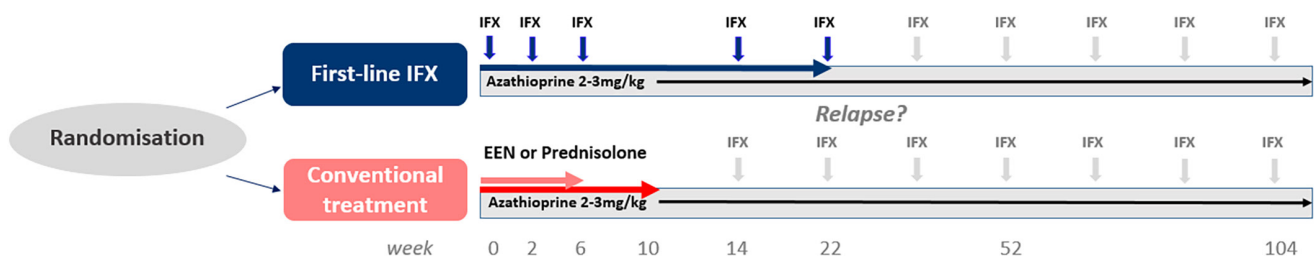 IFX IFX IFX IFX IFX IFX IFX IFX IFX IFX
First-line IFX
Azathioprine 2-3mg/kg
Randomisation
Relapse?
EEN or Prednisolone
IFX IFX IFX IFX IFX IFX IFX
Conventional
treatment
Azathioprine 2-3mg/kg
week 0 2 6 10 14 22 52 104